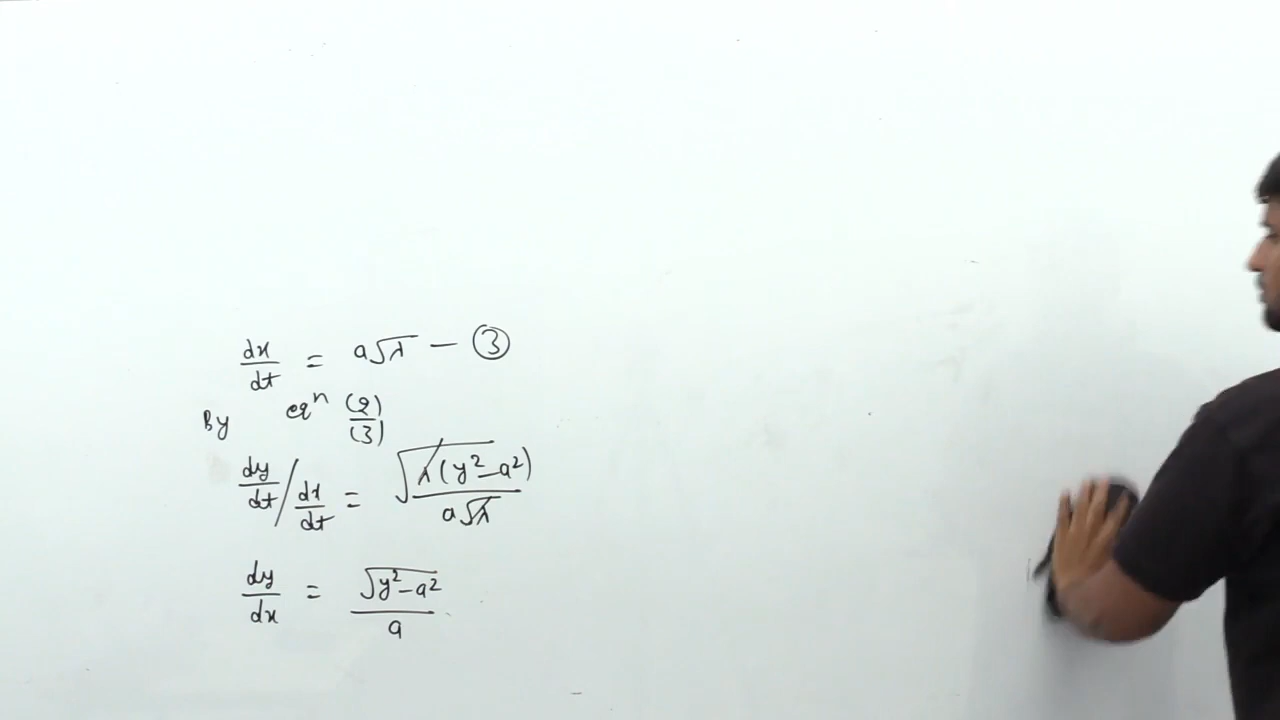 dx/dt = a√λ — ③
By eqⁿ (2)/(3)
dy/dt / dx/dt = √λ(y²-a²) / a√λ
dy/dx = √y²-a² / a